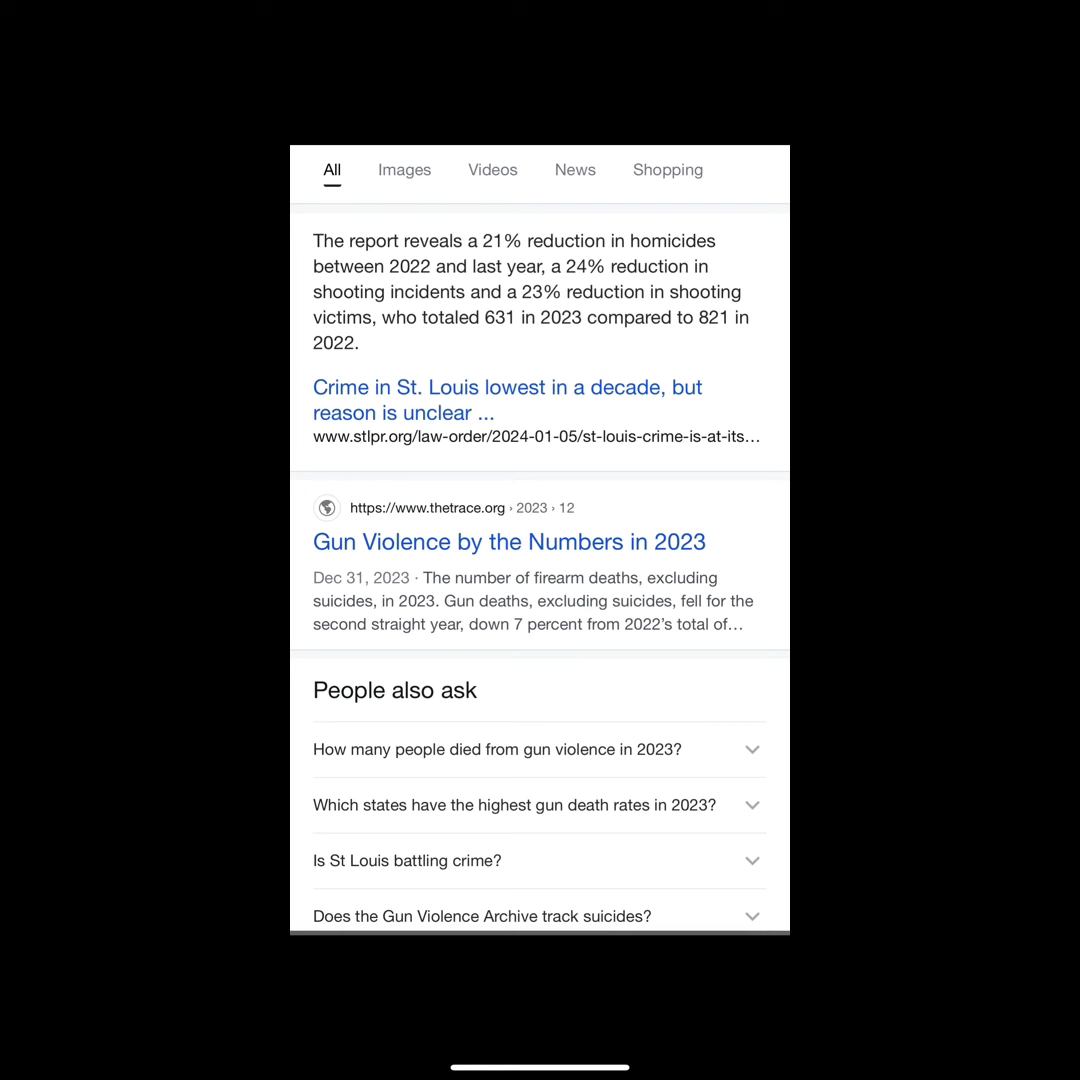 All Images Videos News Shopping
The report reveals a 21% reduction in homicides
between 2022 and last year, a 24% reduction in
shooting incidents and a 23% reduction in shooting
victims, who totaled 631 in 2023 compared to 821 in
2022.
Crime in St. Louis lowest in a decade, but
reason is unclear ...
www.stlpr.org/law-order/2024-01-05/st-louis-crime-is-at-its...
https://www.thetrace.org › 2023 › 12
Gun Violence by the Numbers in 2023
Dec 31, 2023 · The number of firearm deaths, excluding
suicides, in 2023. Gun deaths, excluding suicides, fell for the
second straight year, down 7 percent from 2022’s total of...
People also ask
How many people died from gun violence in 2023?
Which states have the highest gun death rates in 2023?
Is St Louis battling crime?
Does the Gun Violence Archive track suicides?